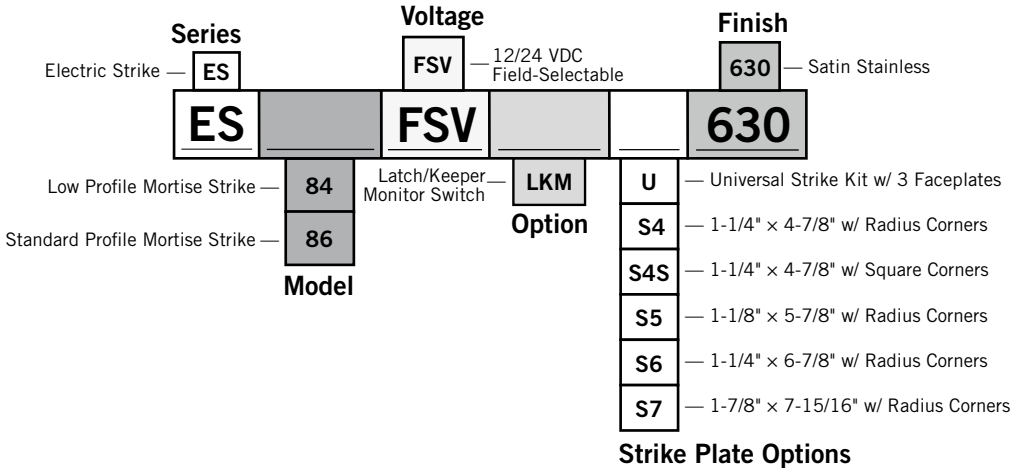 Series
Voltage
Finish
Electric Strike — ES
FSV — 12/24 VDC
Field-Selectable
630 — Satin Stainless
ES FSV 630
Low Profile Mortise Strike — 84
Standard Profile Mortise Strike — 86
Model
Latch/Keeper
Monitor Switch — LKM
Option
U — Universal Strike Kit w/ 3 Faceplates
S4 — 1-1/4" × 4-7/8" w/ Radius Corners
S4S — 1-1/4" × 4-7/8" w/ Square Corners
S5 — 1-1/8" × 5-7/8" w/ Radius Corners
S6 — 1-1/4" × 6-7/8" w/ Radius Corners
S7 — 1-7/8" × 7-15/16" w/ Radius Corners
Strike Plate Options